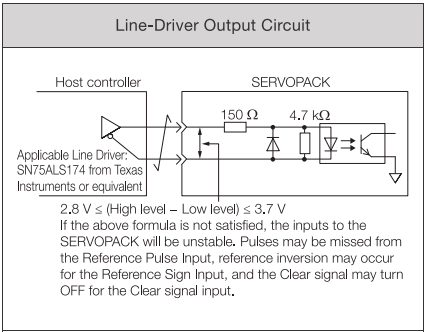 Line-Driver Output Circuit
Host controller
SERVOPACK
150 Ω
4.7 kΩ
Applicable Line Driver:
SN75ALS174 from Texas
Instruments or equivalent
2.8 V ≤ (High level − Low level) ≤ 3.7 V
If the above formula is not satisfied, the inputs to the
SERVOPACK will be unstable. Pulses may be missed from
the Reference Pulse Input, reference inversion may occur
for the Reference Sign Input, and the Clear signal may turn
OFF for the Clear signal input.